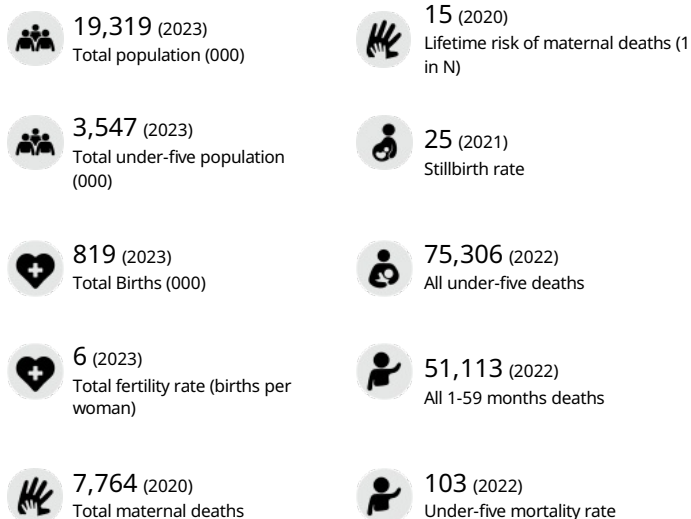 19,319 (2023)
Total population (000)
3,547 (2023)
Total under-five population
(000)
819 (2023)
Total Births (000)
6 (2023)
Total fertility rate (births per
woman)
7,764 (2020)
Total maternal deaths
15 (2020)
Lifetime risk of maternal deaths (1
in N)
25 (2021)
Stillbirth rate
75,306 (2022)
All under-five deaths
51,113 (2022)
All 1-59 months deaths
103 (2022)
Under-five mortality rate